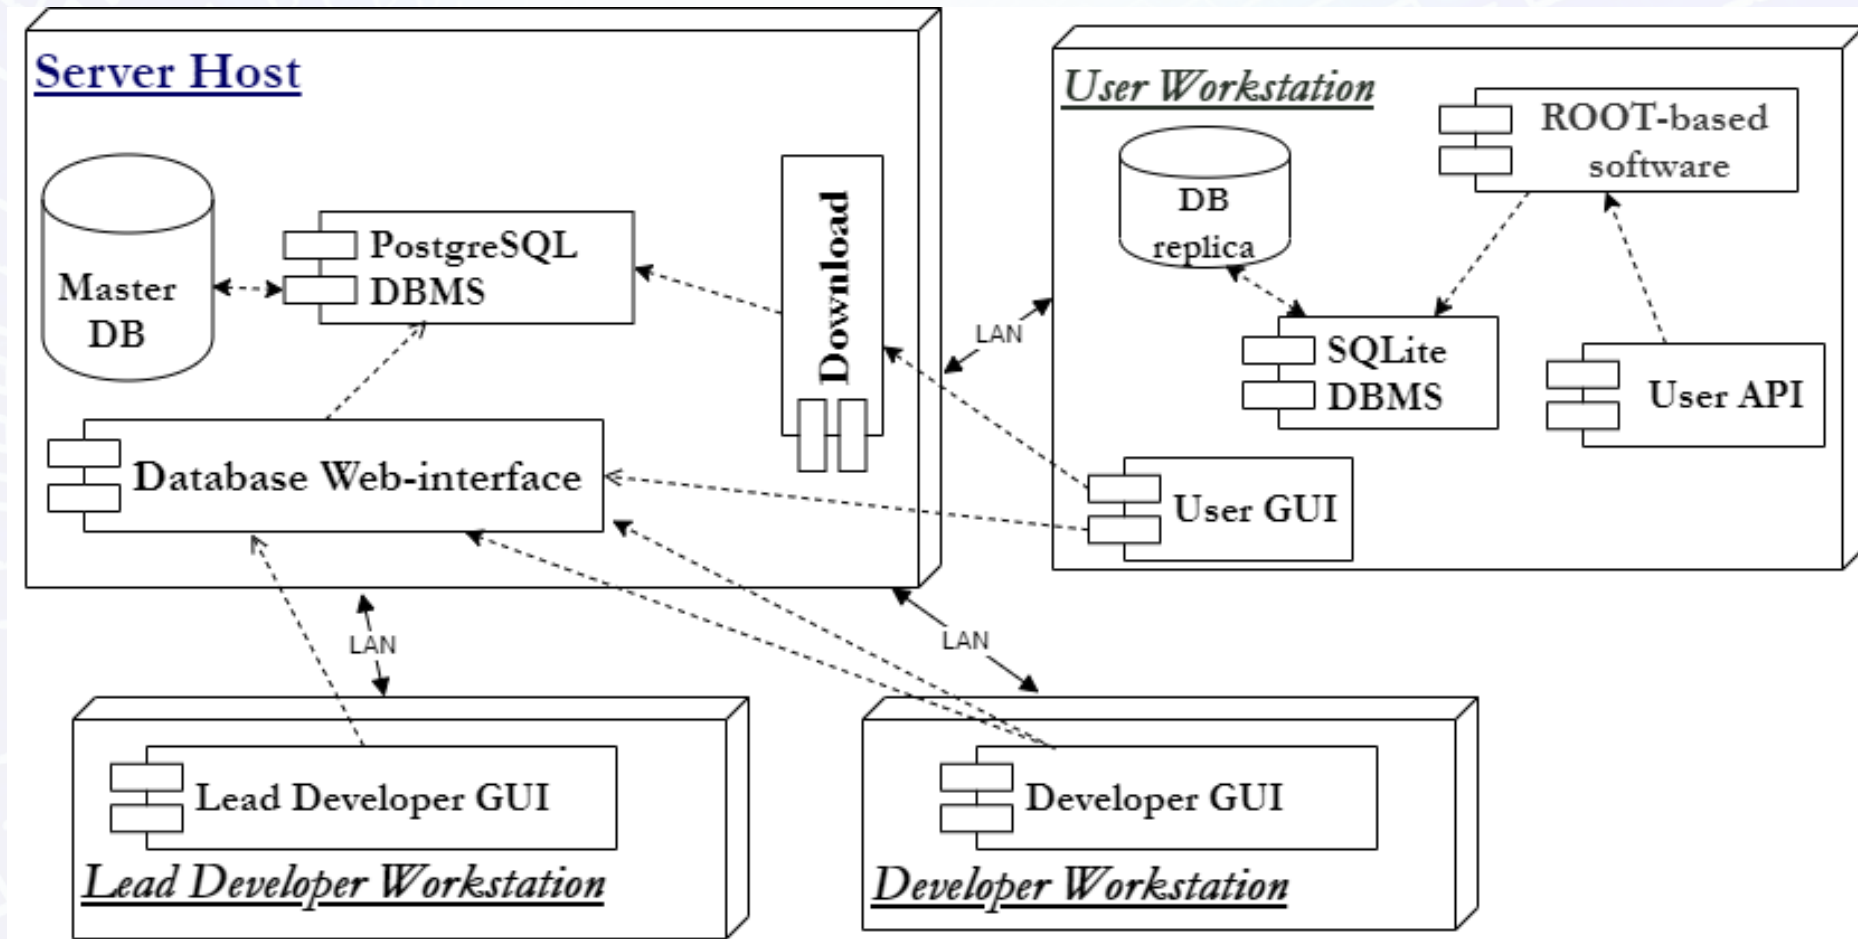 Server Host
Master
DB
PostgreSQL
DBMS
Download
Database Web-interface
LAN
User Workstation
DB
replica
ROOT-based
software
SQLite
DBMS
User API
User GUI
LAN
LAN
Lead Developer GUI
Lead Developer Workstation
Developer GUI
Developer Workstation